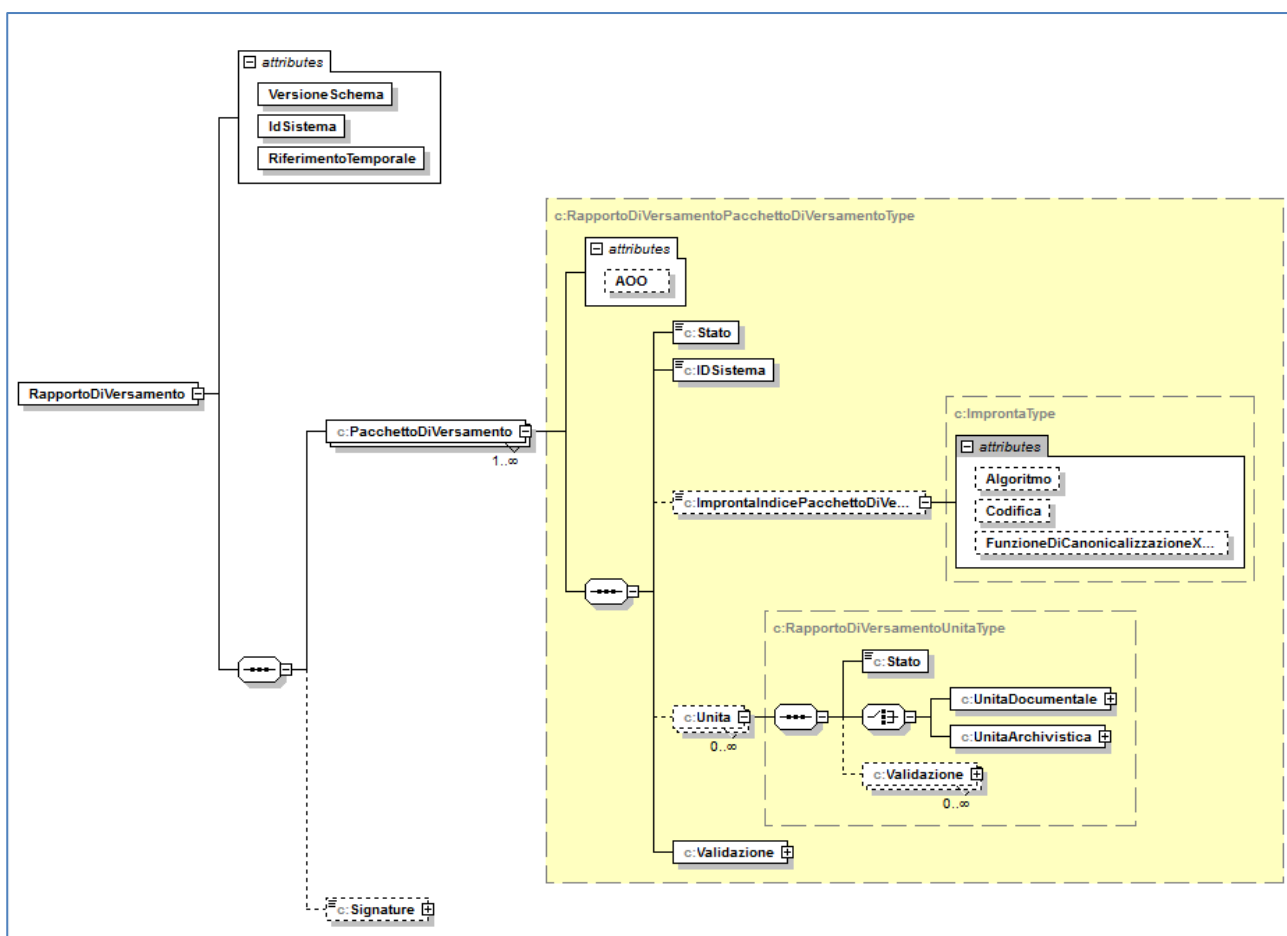 attributes
VersioneSchema
IdSistema
RiferimentoTemporale
c:RapportoDiVersamentoPacchettoDiVersamentoType
attributes
AOO
c:Stato
c:IDSistema
RapportoDiVersamento
c:ImprontaType
attributes
c:PacchettoDiVersamento
1..∞
Algoritmo
c:ImprontaIndicePacchettoDiVe...
Codifica
FunzioneDiCanonicalizzazioneX...
c:RapportoDiVersamentoUnitaType
c:Stato
c:UnitaDocumentale
c:Unita
0..∞
c:UnitaArchivistica
c:Validazione
0..∞
c:Validazione
c:Signature